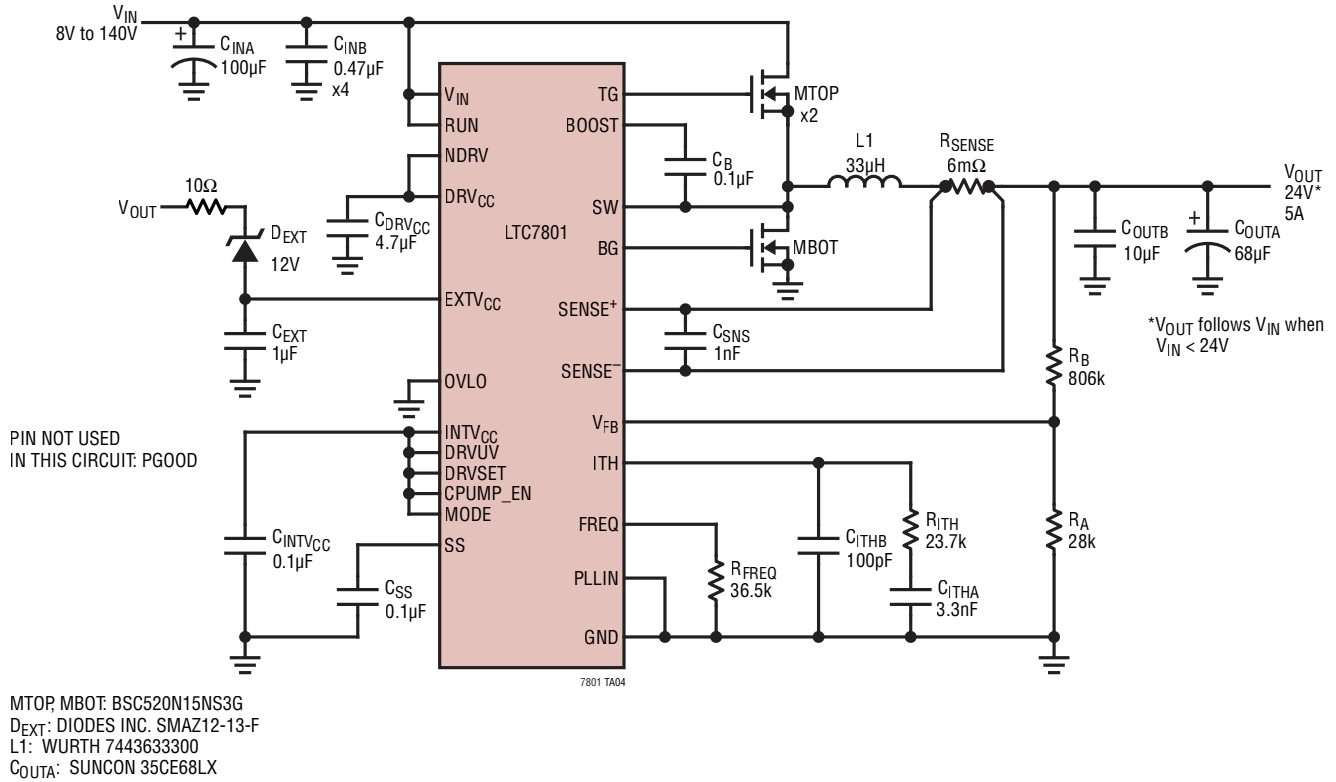 VIN
8V to 140V
+
CINA
100µF
CINB
0.47µF
x4
VIN
RUN
NDRV
DRVCC
EXTVCC
OVLO
INTVCC
DRVUV
DRVSET
CPUMP_EN
MODE
SS
LTC7801
TG
BOOST
SW
BG
SENSE+
SENSE–
VFB
ITH
FREQ
PLLIN
GND
VOUT
10Ω
DEXT
12V
CDRVCC
4.7µF
CEXT
1µF
PIN NOT USED
IN THIS CIRCUIT: PGOOD
CINTVCC
0.1µF
CSS
0.1µF
MTOP
x2
CB
0.1µF
MBOT
L1
33µH
RSENSE
6mΩ
CSNS
1nF
VOUT
24V*
5A
COUTB
10µF
+
COUTA
68µF
*VOUT follows VIN when
VIN < 24V
RB
806k
RA
28k
RFREQ
36.5k
CITHB
100pF
RITH
23.7k
CITHA
3.3nF
7801 TA04
MTOP, MBOT: BSC520N15NS3G
DEXT: DIODES INC. SMAZ12-13-F
L1: WURTH 7443633300
COUTA: SUNCON 35CE68LX